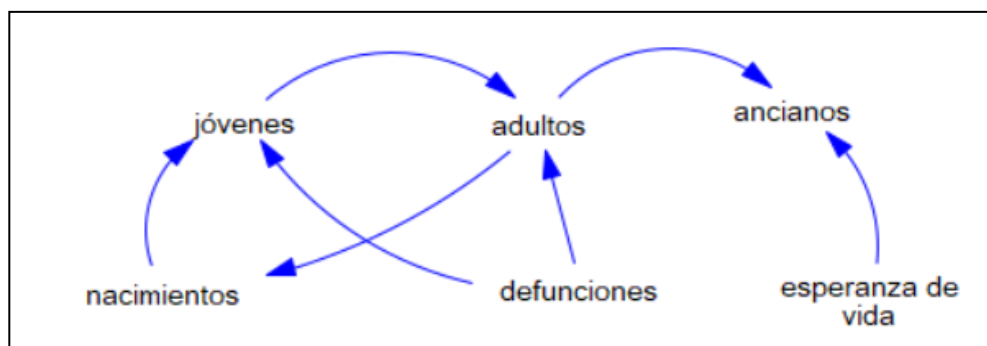 jóvenes
adultos
ancianos
nacimientos
defunciones
esperanza de
vida